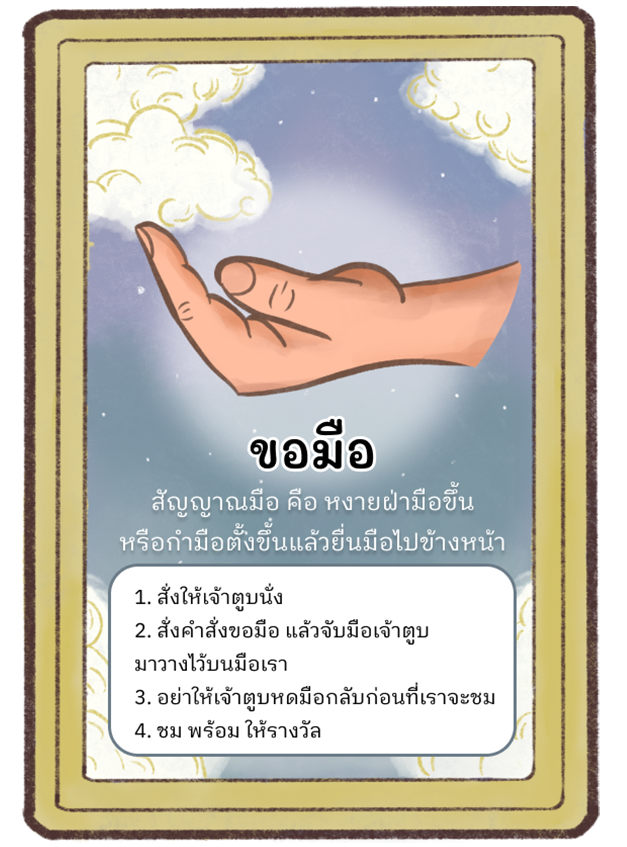 ขอมือ
สัญญาณมือ คือ หงายฝ่ามือขึ้น
หรือกำมือตั้งขึ้นแล้วยื่นมือไปข้างหน้า
1. สั่งให้เจ้าตูบนั่ง
2. สั่งคำสั่งขอมือ แล้วจับมือเจ้าตูบ
มาวางไว้บนมือเรา
3. อย่าให้เจ้าตูบหดมือกลับก่อนที่เราจะชม
4. ชม พร้อม ให้รางวัล